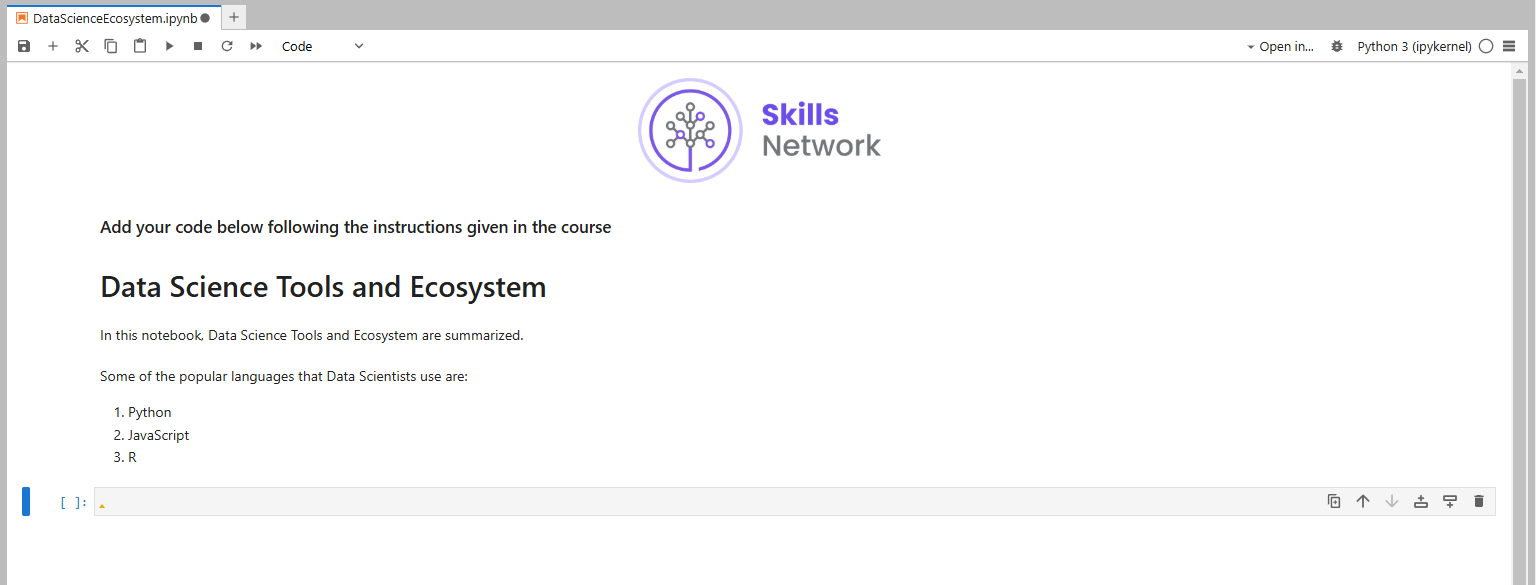 DataScienceEcosystem.ipynb
Code
Open in...
Python 3 (ipykernel)
Skills
Network
Add your code below following the instructions given in the course
Data Science Tools and Ecosystem
In this notebook, Data Science Tools and Ecosystem are summarized.
Some of the popular languages that Data Scientists use are:
1. Python
2. JavaScript
3. R
[ ]: